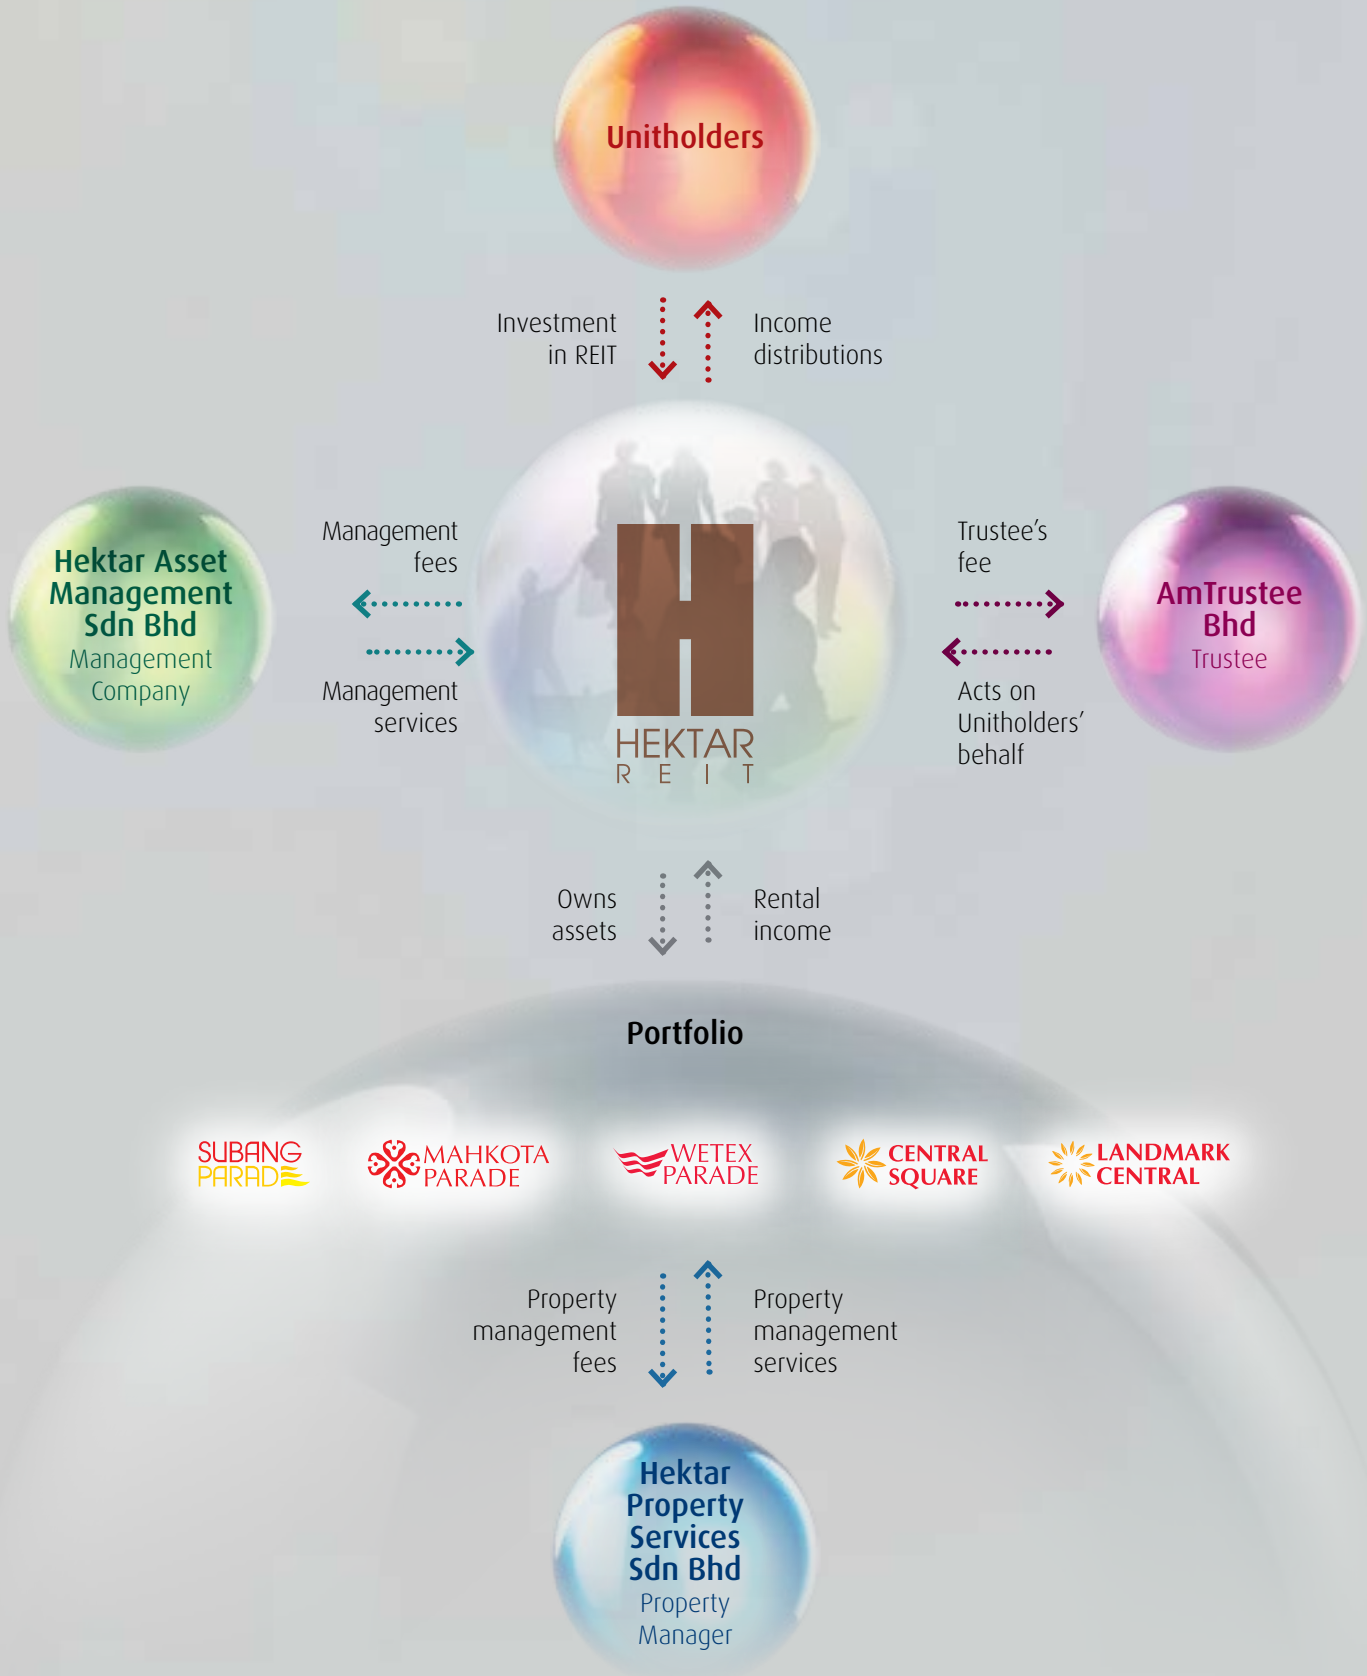 Unitholders
Investment
in REIT
Income
distributions
Hektar Asset
Management
Sdn Bhd
Management
Company
Management
fees
Management
services
HEKTAR
REIT
Trustee's
fee
Acts on
Unitholders'
behalf
AmTrustee
Bhd
Trustee
Owns
assets
Rental
income
Portfolio
SUBANG
PARADE
MAHKOTA
PARADE
WETEX
PARADE
CENTRAL
SQUARE
LANDMARK
CENTRAL
Property
management
fees
Property
management
services
Hektar
Property
Services
Sdn Bhd
Property
Manager